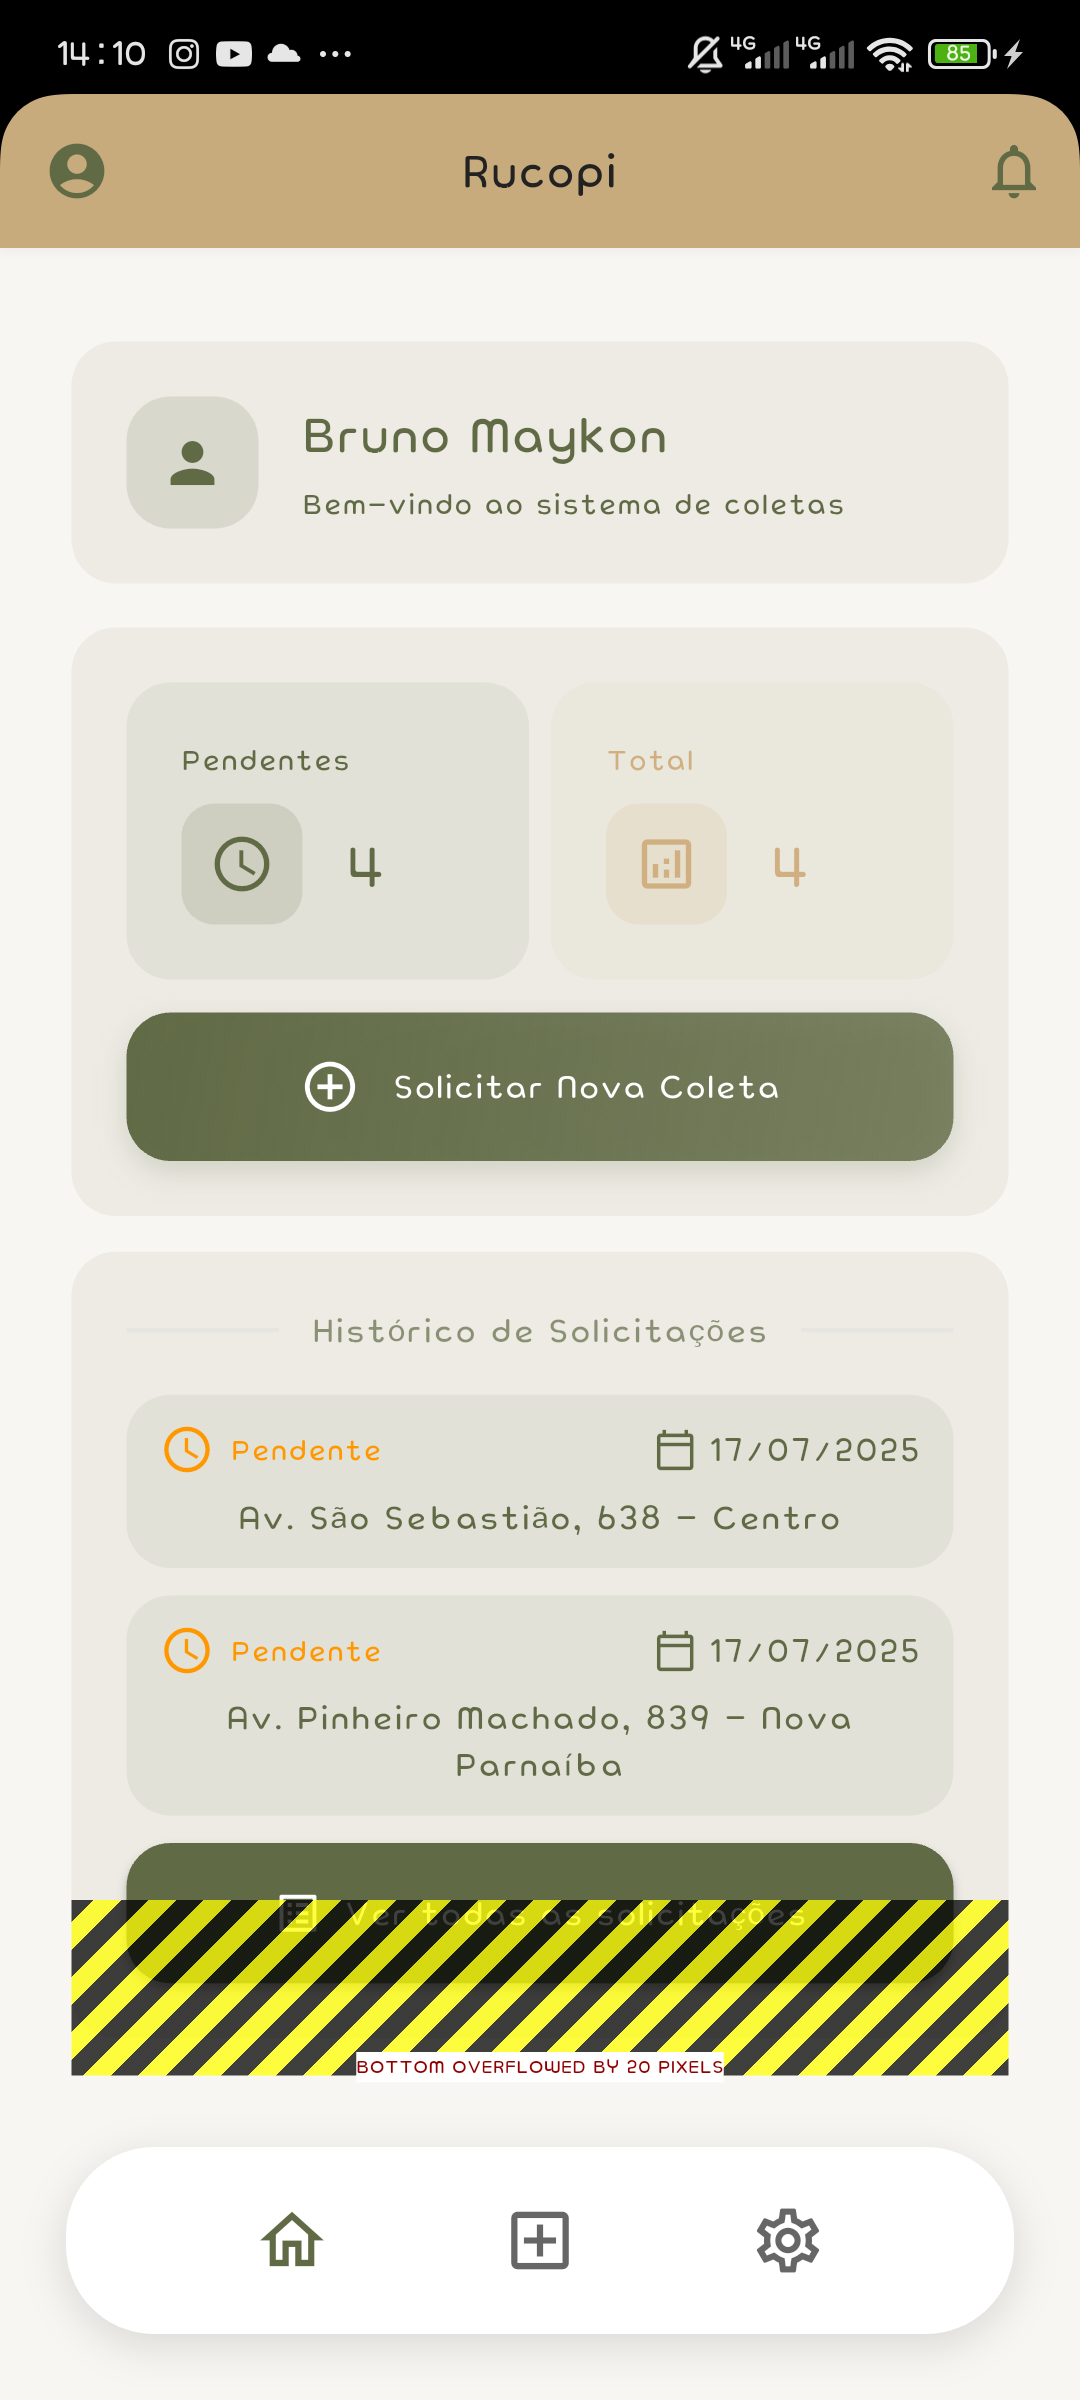 14:10
4G 4G 85
Rucopi
Bruno Maykon
Bem-vindo ao sistema de coletas
Pendentes
Total
4
4
Solicitar Nova Coleta
Histórico de Solicitações
Pendente 17/07/2025
Av. São Sebastião, 638 - Centro
Pendente 17/07/2025
Av. Pinheiro Machado, 839 - Nova
Parnaíba
Ver todas as solicitações
BOTTOM OVERFLOWED BY 20 PIXELS